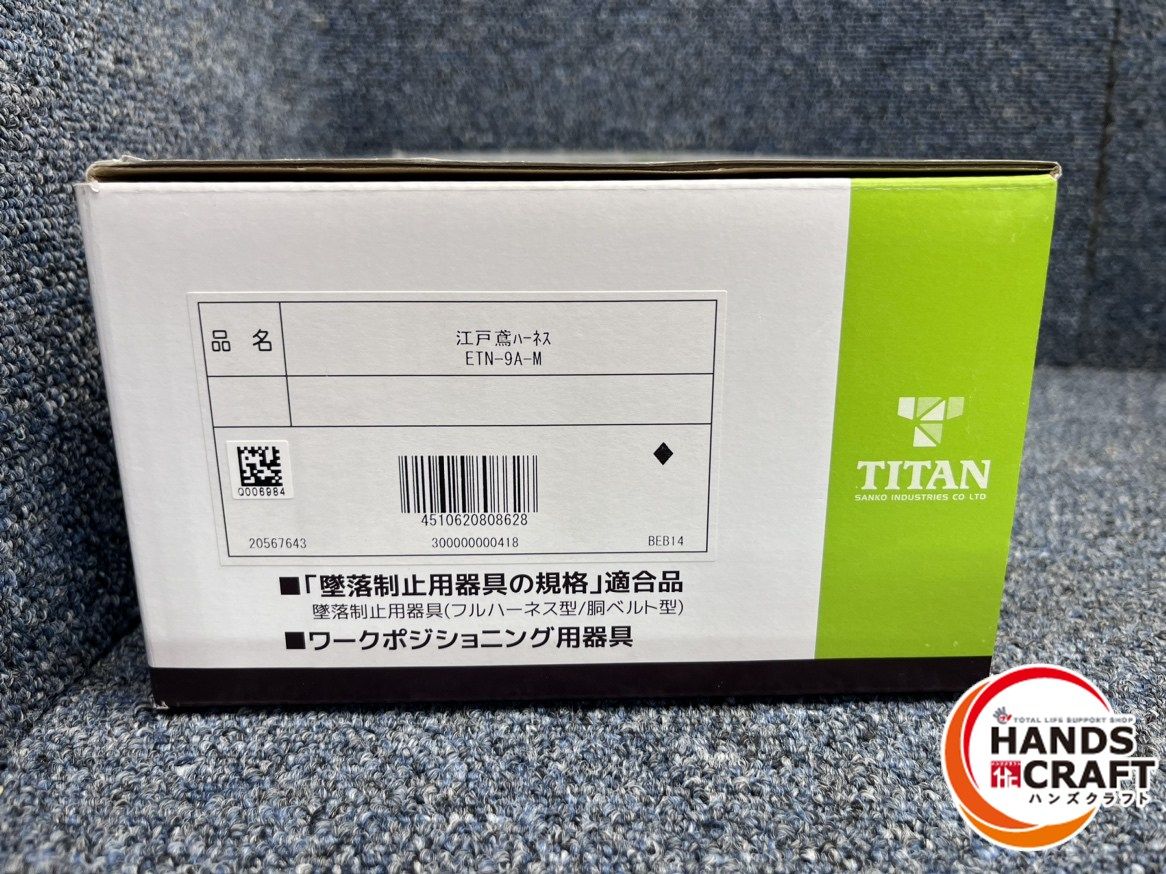 品 名
江戸鳶ハーネス
ETN-9A-M
Q006984
4510620808628
20567643
300000000418
BEB14
TITAN
SANKO INDUSTRIES CO LTD
■「墜落制止用器具の規格」適合品
墜落制止用器具(フルハーネス型/胴ベルト型)
■ワークポジショニング用器具
TOTAL LIFE SUPPORT SHOP
HANDS
CRAFT
ハンズクラフト